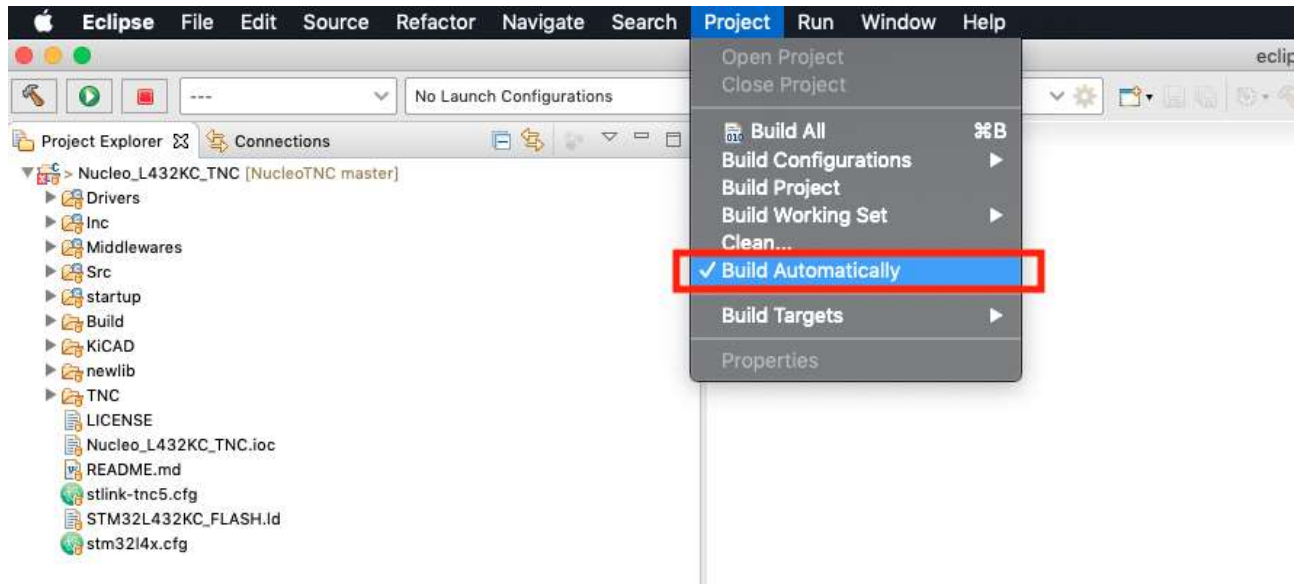 Eclipse File Edit Source Refactor Navigate Search Project Run Window Help
eclip
--- No Launch Configurations
Project Explorer Connections
> Nucleo_L432KC_TNC [NucleoTNC master]
Drivers
Inc
Middlewares
Src
startup
Build
KiCAD
newlib
TNC
LICENSE
Nucleo_L432KC_TNC.ioc
README.md
stlink-tnc5.cfg
STM32L432KC_FLASH.ld
stm32l4x.cfg
Open Project
Close Project
010 Build All ⌘B
Build Configurations
Build Project
Build Working Set
Clean...
✓ Build Automatically
Build Targets
Properties